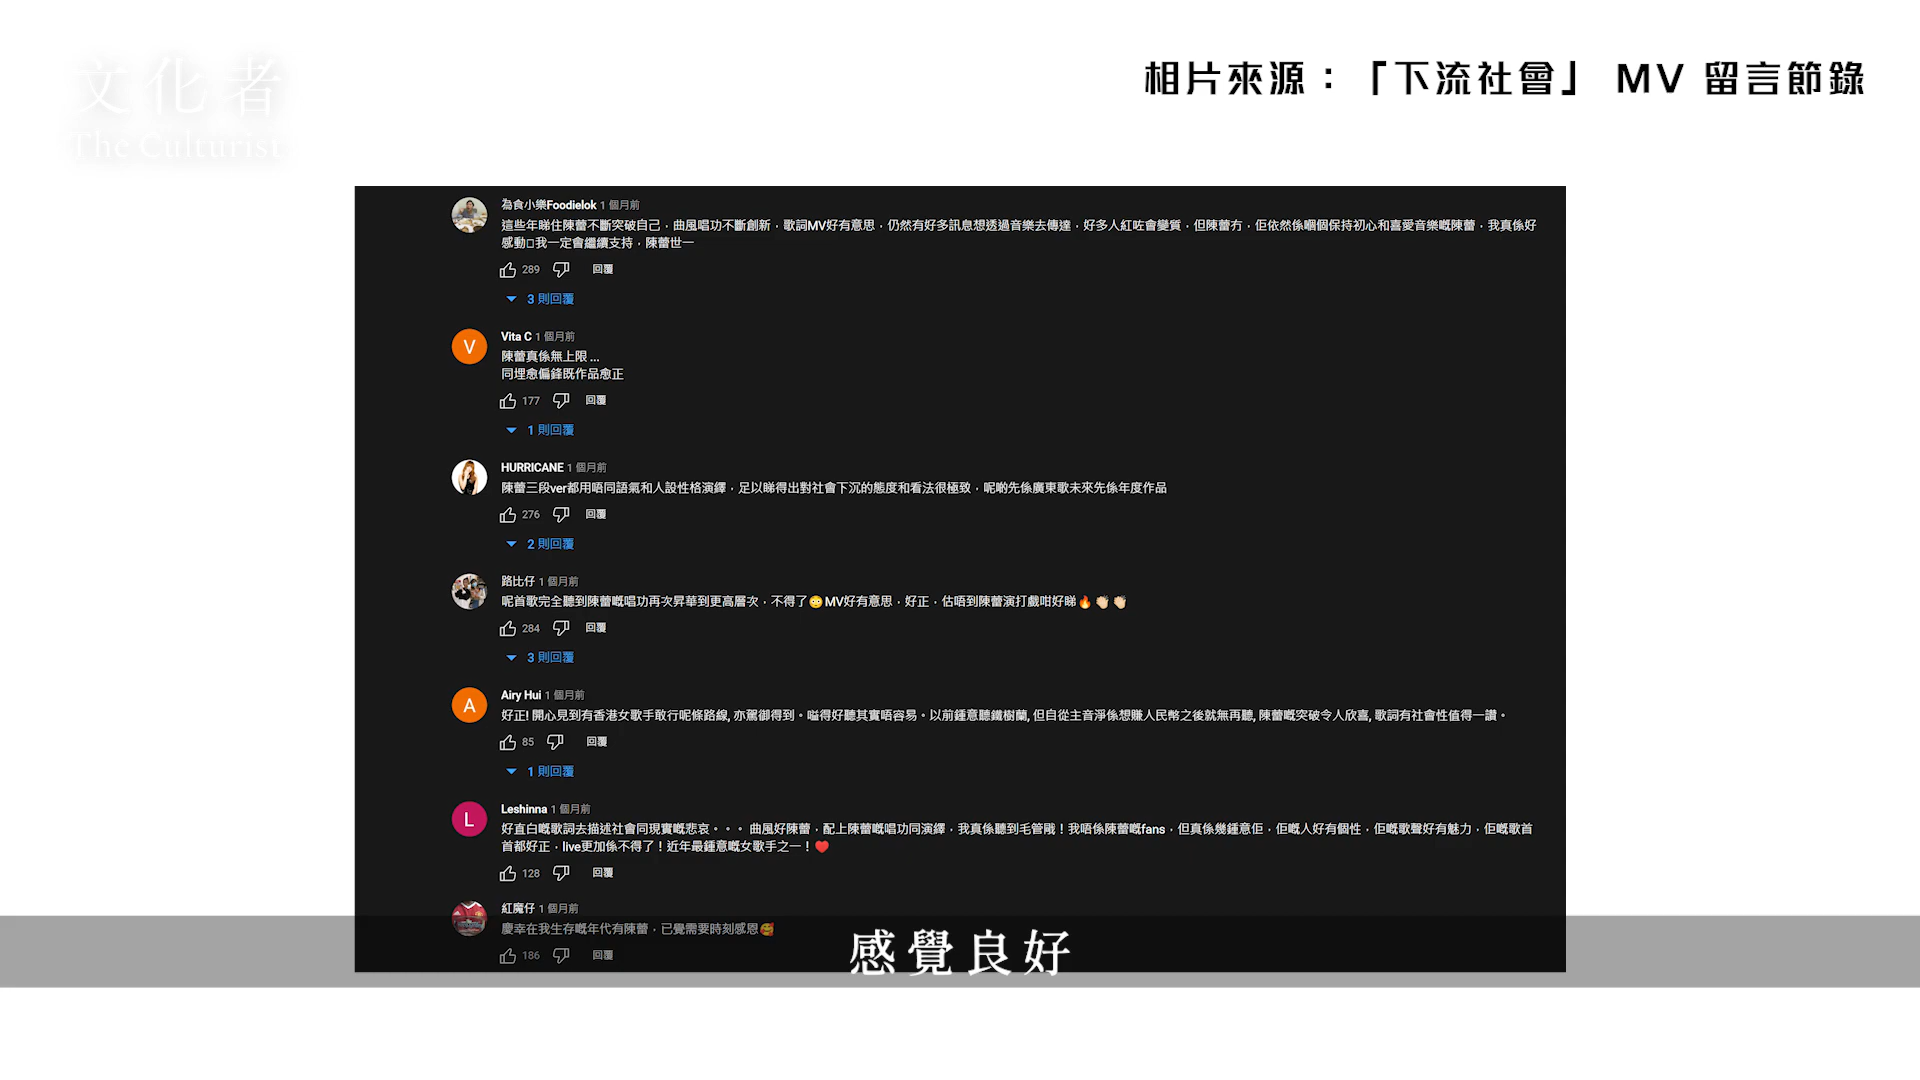 文化者
The Culturist
相片來源：「下流社會」 MV 留言節錄
為食小樂Foodielok 1 個月前
這些年睇住陳蕾不斷突破自己，曲風唱功不斷創新，歌詞MV好有意思，仍然有好多訊息想透過音樂去傳達，好多人紅咗會變質，但陳蕾冇，佢依然係嗰個保持初心和喜愛音樂嘅陳蕾，我真係好
感動□我一定會繼續支持，陳蕾世一
289 回覆
3 則回覆
V
Vita C 1 個月前
陳蕾真係無上限 ...
同埋愈偏鋒既作品愈正
177 回覆
1 則回覆
HURRICANE 1 個月前
陳蕾三段ver都用唔同語氣和人設性格演繹，足以睇得出對社會下沉的態度和看法很極致，呢啲先係廣東歌未來先係年度作品
276 回覆
2 則回覆
路比仔 1 個月前
呢首歌完全聽到陳蕾嘅唱功再次昇華到更高層次，不得了😳MV好有意思，好正，估唔到陳蕾演打戲咁好睇🔥👏🏻👏🏻
284 回覆
3 則回覆
A
Airy Hui 1 個月前
好正! 開心見到有香港女歌手敢行呢條路線, 亦駕御得到。嗌得好聽其實唔容易。以前鍾意聽鐵樹蘭, 但自從主音淨係想賺人民幣之後就無再聽, 陳蕾嘅突破令人欣喜, 歌詞有社會性值得一讚。
85 回覆
1 則回覆
L
Leshinna 1 個月前
好直白嘅歌詞去描述社會同現實嘅悲哀。。。 曲風好陳蕾，配上陳蕾嘅唱功同演繹，我真係聽到毛管戙！我唔係陳蕾嘅fans，但真係幾鍾意佢，佢嘅人好有個性，佢嘅歌聲好有魅力，佢嘅歌首
首都好正，live更加係不得了！近年最鍾意嘅女歌手之一！♥️
128 回覆
紅魔仔 1 個月前
慶幸在我生存嘅年代有陳蕾，已覺需要時刻感恩🥰
186 回覆
感覺良好